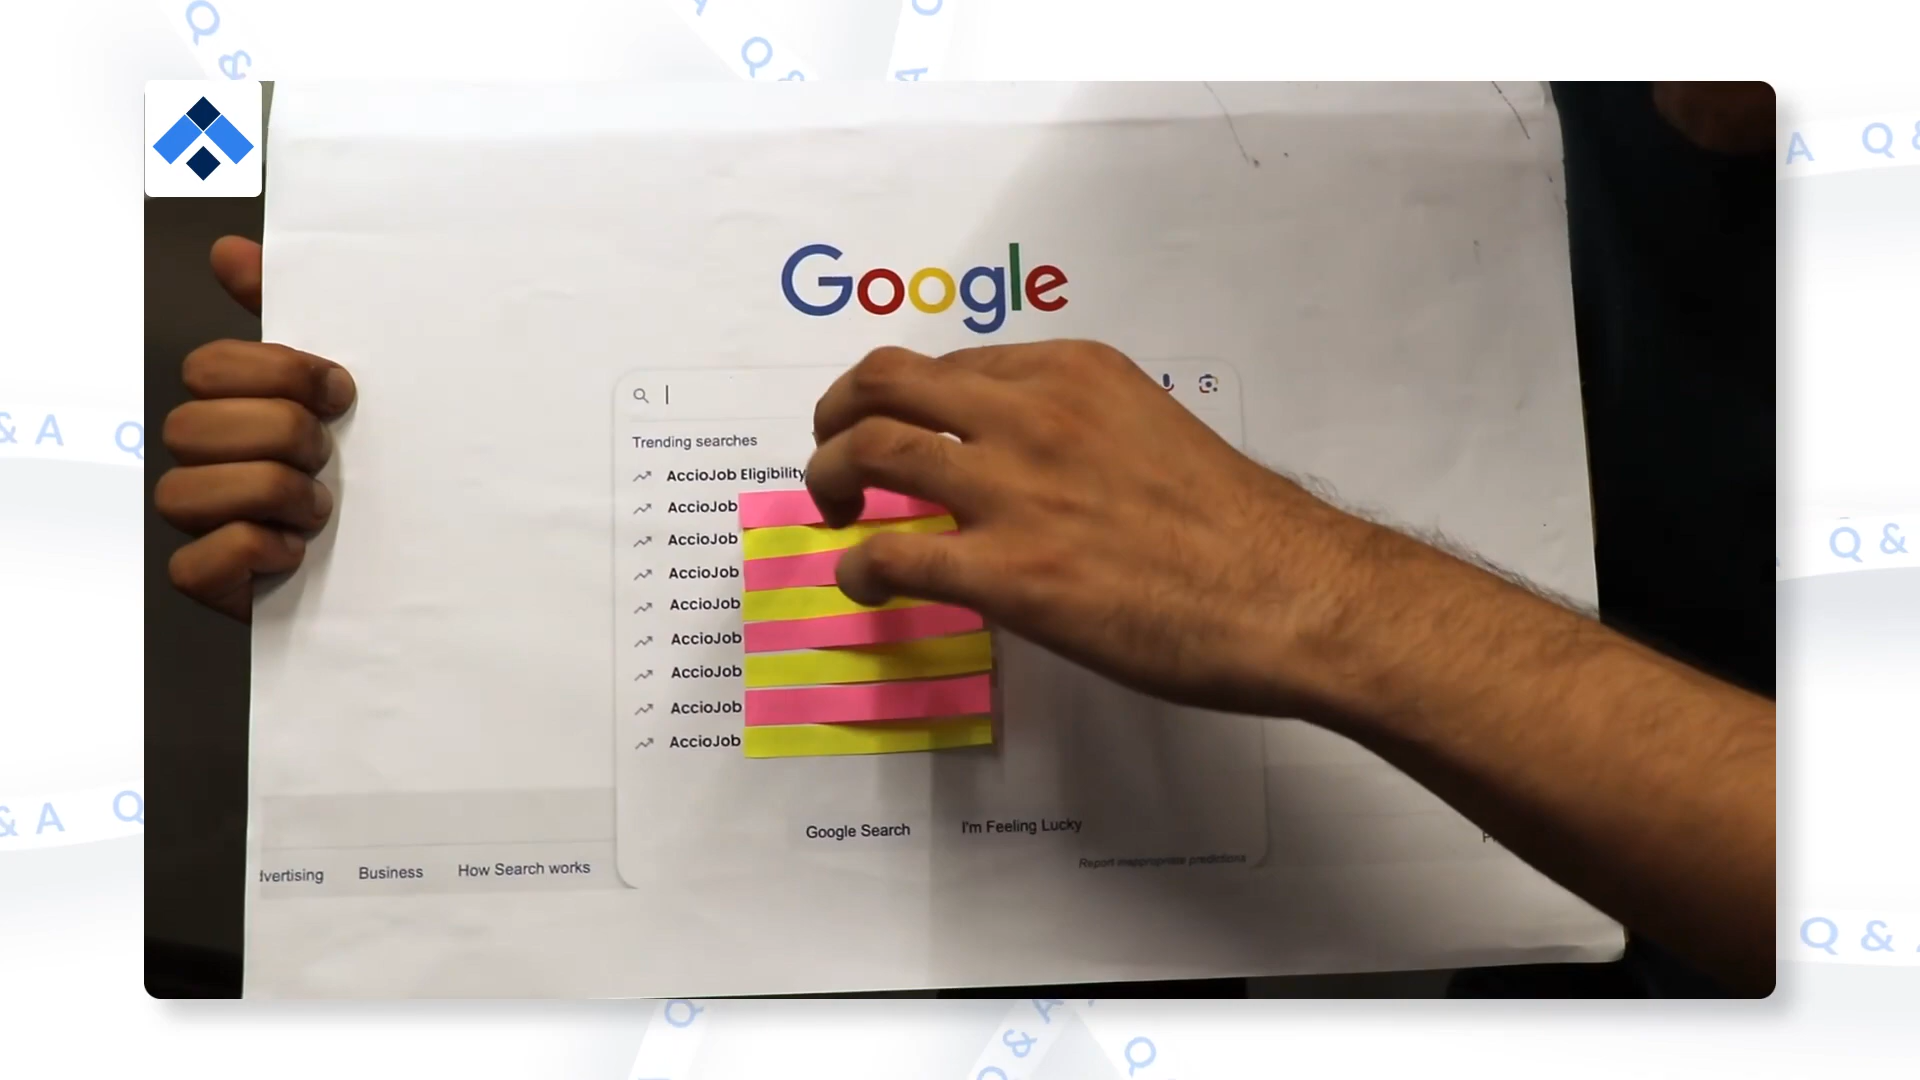 Google
Trending searches
AccioJob Eligibility
AccioJob
AccioJob
AccioJob
AccioJob
AccioJob
AccioJob
AccioJob
AccioJob
Google Search I'm Feeling Lucky
Report inappropriate predictions
dvertising Business How Search works
Q &
Q
A
Q
A Q &
& A Q
Q &
& A Q
Q &
Q
& A
Q
Q